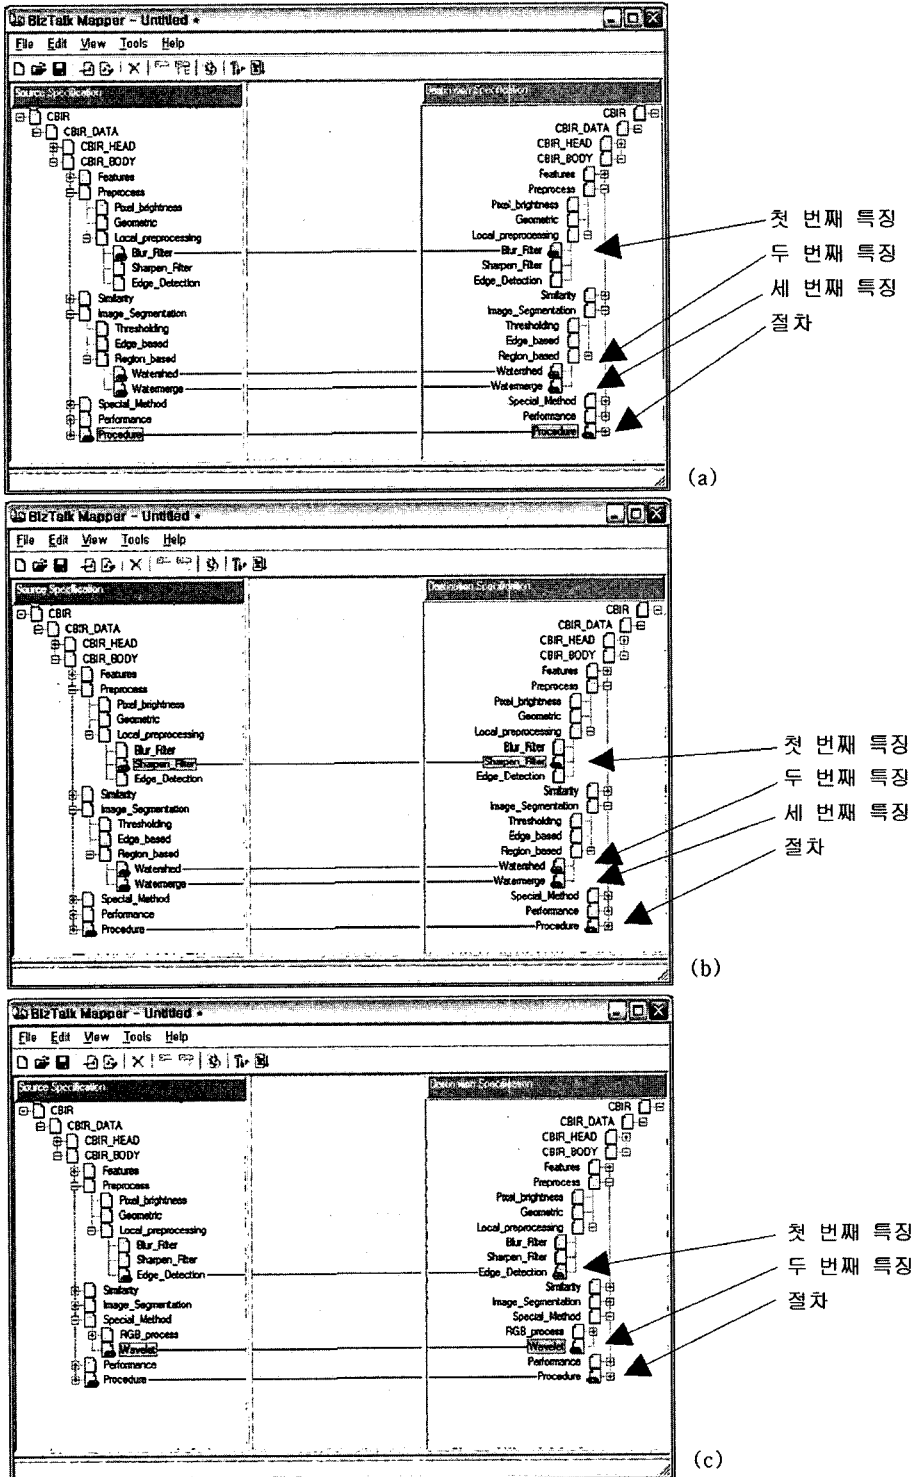 BizTalk Mapper - Untitled *
File Edit View Tools Help
Source Specification
Destination Specification
CBIR
CBIR_DATA
CBIR_HEAD
CBIR_BODY
Features
Preprocess
Pixel_brightness
Geometric
Local_preprocessing
Blur_Filter
Sharpen_Filter
Edge_Detection
Similarity
Image_Segmentation
Thresholding
Edge_based
Region_based
Watershed
Watermerge
Special_Method
Performance
Procedure
CBIR
CBIR_DATA
CBIR_HEAD
CBIR_BODY
Features
Preprocess
Pixel_brightness
Geometric
Local_preprocessing
Blur_Filter
Sharpen_Filter
Edge_Detection
Similarity
Image_Segmentation
Thresholding
Edge_based
Region_based
Watershed
Watermerge
Special_Method
Performance
Procedure
첫 번째 특징
두 번째 특징
세 번째 특징
절차
(a)
BizTalk Mapper - Untitled *
File Edit View Tools Help
Source Specification
Destination Specification
CBIR
CBIR_DATA
CBIR_HEAD
CBIR_BODY
Features
Preprocess
Pixel_brightness
Geometric
Local_preprocessing
Blur_Filter
Sharpen_Filter
Edge_Detection
Similarity
Image_Segmentation
Thresholding
Edge_based
Region_based
Watershed
Watermerge
Special_Method
Performance
Procedure
CBIR
CBIR_DATA
CBIR_HEAD
CBIR_BODY
Features
Preprocess
Pixel_brightness
Geometric
Local_preprocessing
Blur_Filter
Sharpen_Filter
Edge_Detection
Similarity
Image_Segmentation
Thresholding
Edge_based
Region_based
Watershed
Watermerge
Special_Method
Performance
Procedure
첫 번째 특징
두 번째 특징
세 번째 특징
절차
(b)
BizTalk Mapper - Untitled *
File Edit View Tools Help
Source Specification
Destination Specification
CBIR
CBIR_DATA
CBIR_HEAD
CBIR_BODY
Features
Preprocess
Pixel_brightness
Geometric
Local_preprocessing
Blur_Filter
Sharpen_Filter
Edge_Detection
Similarity
Image_Segmentation
Special_Method
RGB_process
Wavelet
Performance
Procedure
CBIR
CBIR_DATA
CBIR_HEAD
CBIR_BODY
Features
Preprocess
Pixel_brightness
Geometric
Local_preprocessing
Blur_Filter
Sharpen_Filter
Edge_Detection
Similarity
Image_Segmentation
Special_Method
RGB_process
Wavelet
Performance
Procedure
첫 번째 특징
두 번째 특징
절차
(c)